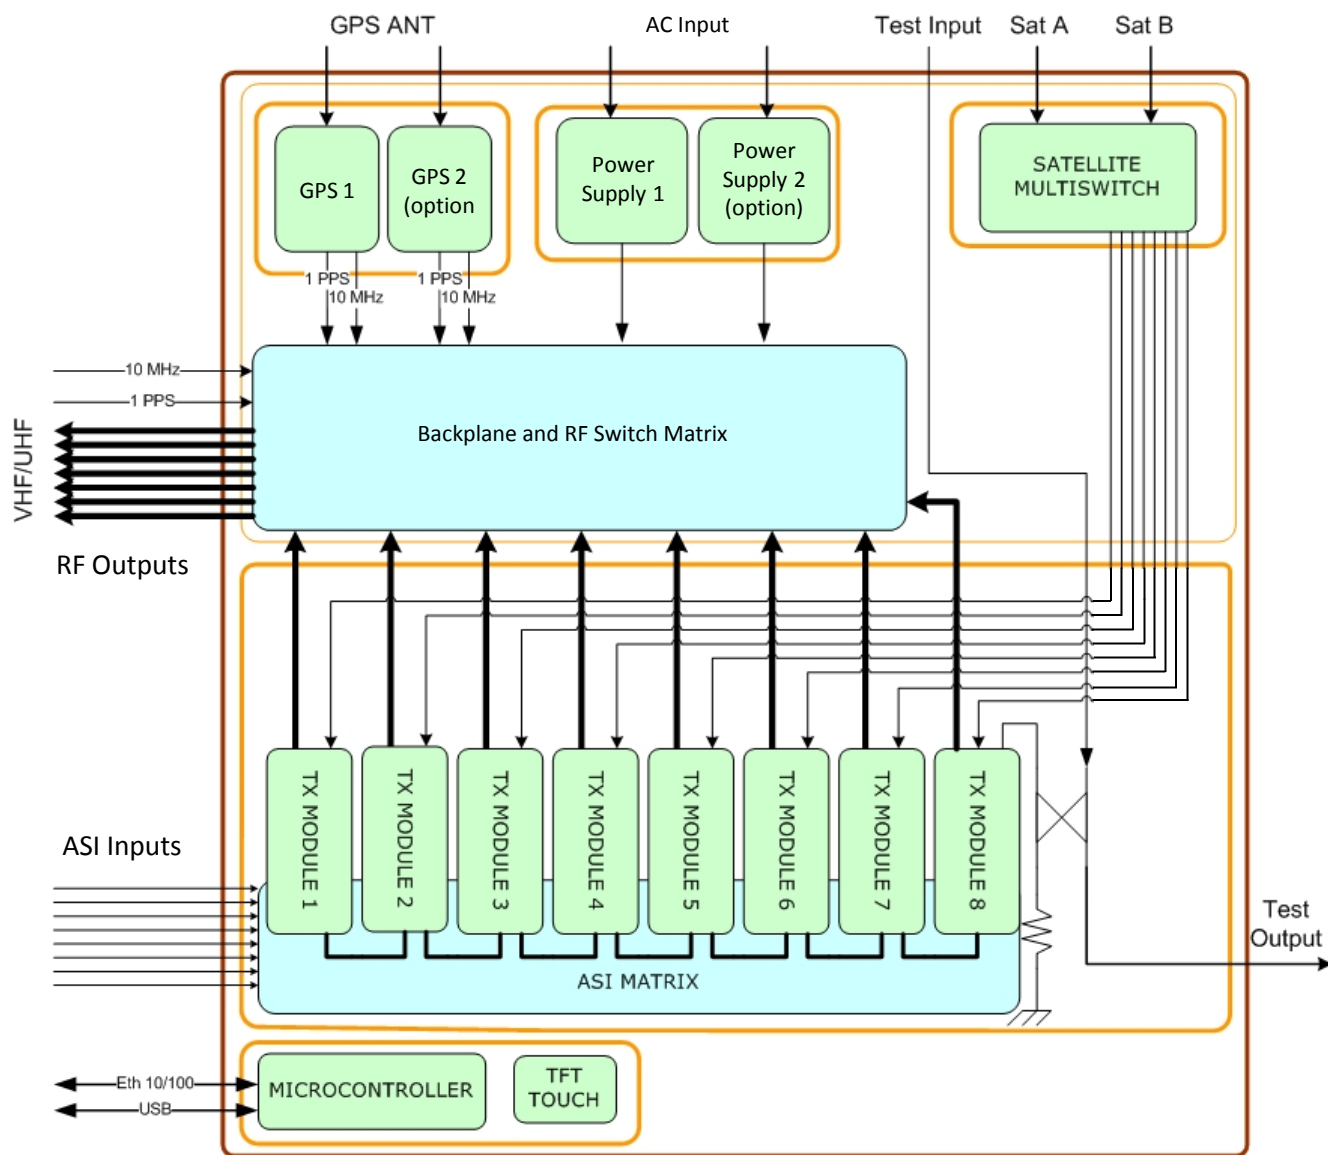 GPS ANT
AC Input
Test Input
Sat A
Sat B
GPS 1
GPS 2
(option
Power
Supply 1
Power
Supply 2
(option)
SATELLITE
MULTISWITCH
1 PPS
10 MHz
1 PPS
10 MHz
10 MHz
1 PPS
VHF/UHF
Backplane and RF Switch Matrix
RF Outputs
TX MODULE 1
TX MODULE 2
TX MODULE 3
TX MODULE 4
TX MODULE 5
TX MODULE 6
TX MODULE 7
TX MODULE 8
ASI Inputs
ASI MATRIX
Test
Output
Eth 10/100
USB
MICROCONTROLLER
TFT
TOUCH